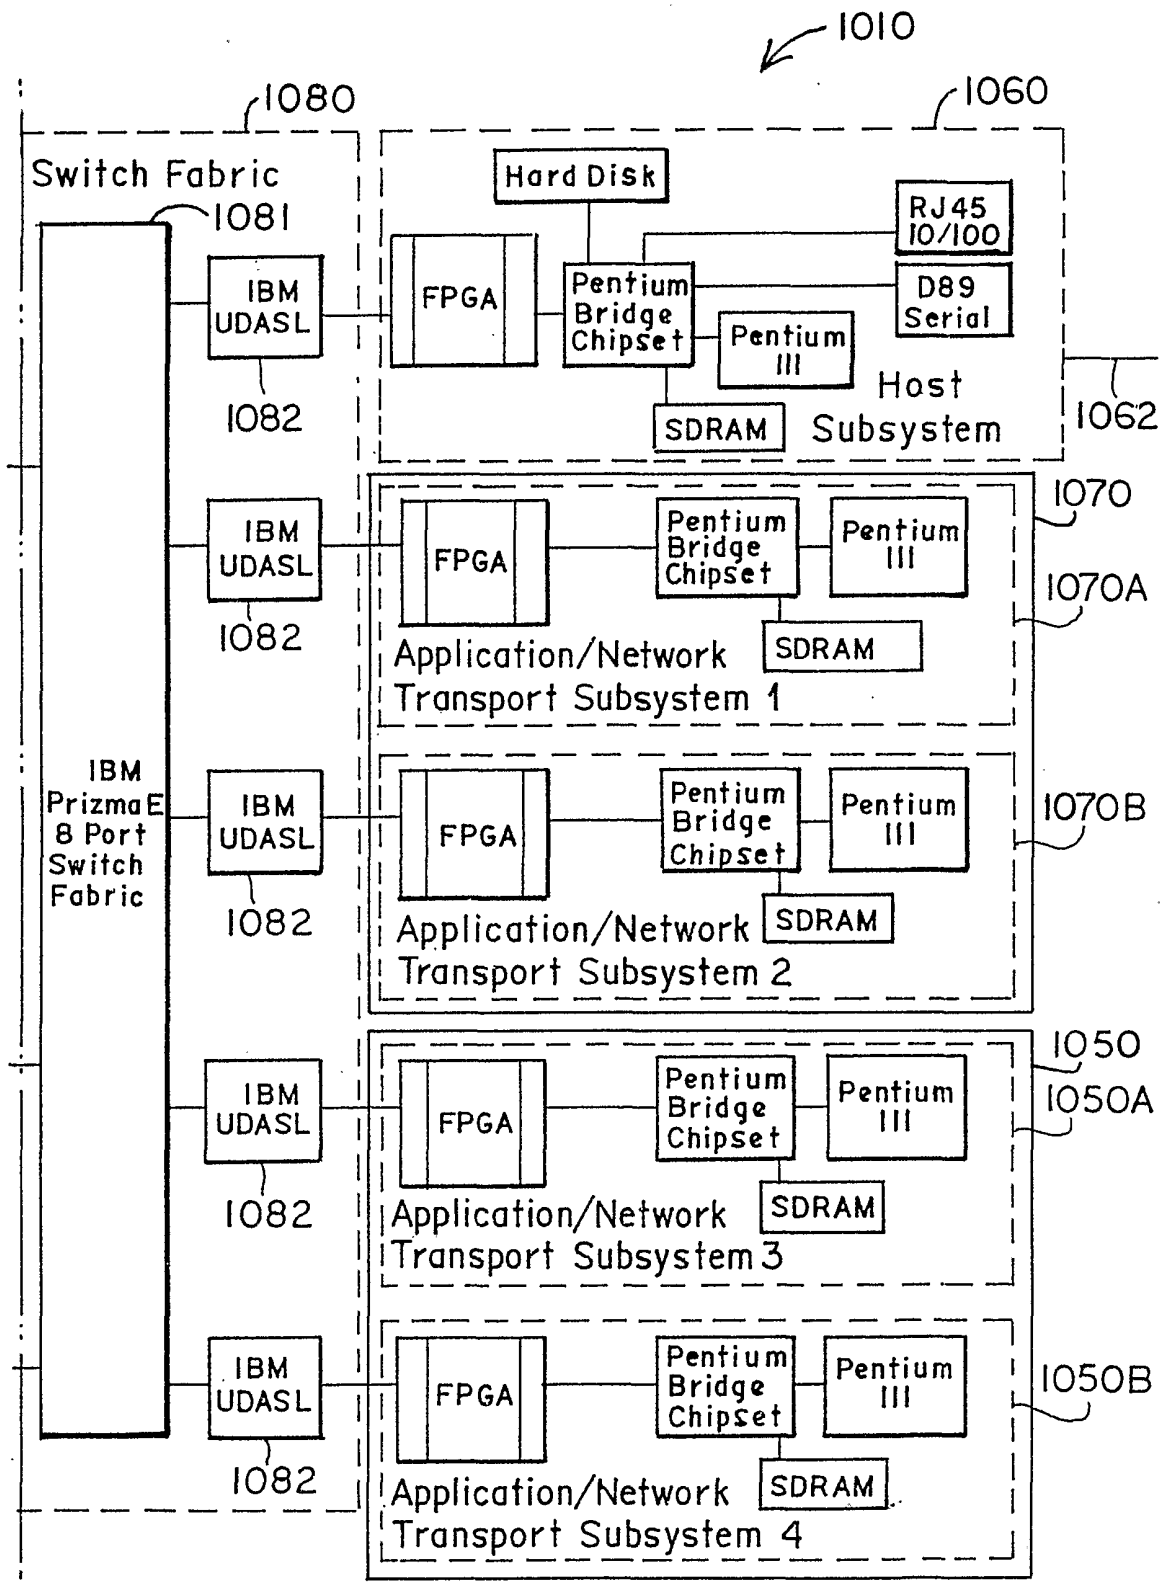 1010
1080
1060
Switch Fabric
1081
Hard Disk
RJ45
10/100
IBM
UDASL
FPGA
Pentium
Bridge
Chipset
D89
Serial
Pentium
III
1082
SDRAM
Host
Subsystem
1062
1070
IBM
UDASL
FPGA
Pentium
Bridge
Chipset
Pentium
III
1070A
1082
SDRAM
Application/Network
Transport Subsystem 1
IBM
PrizmaE
8 Port
Switch
Fabric
IBM
UDASL
FPGA
Pentium
Bridge
Chipset
Pentium
III
1070B
1082
SDRAM
Application/Network
Transport Subsystem 2
1050
IBM
UDASL
FPGA
Pentium
Bridge
Chipset
Pentium
III
1050A
1082
SDRAM
Application/Network
Transport Subsystem 3
IBM
UDASL
FPGA
Pentium
Bridge
Chipset
Pentium
III
1050B
1082
SDRAM
Application/Network
Transport Subsystem 4